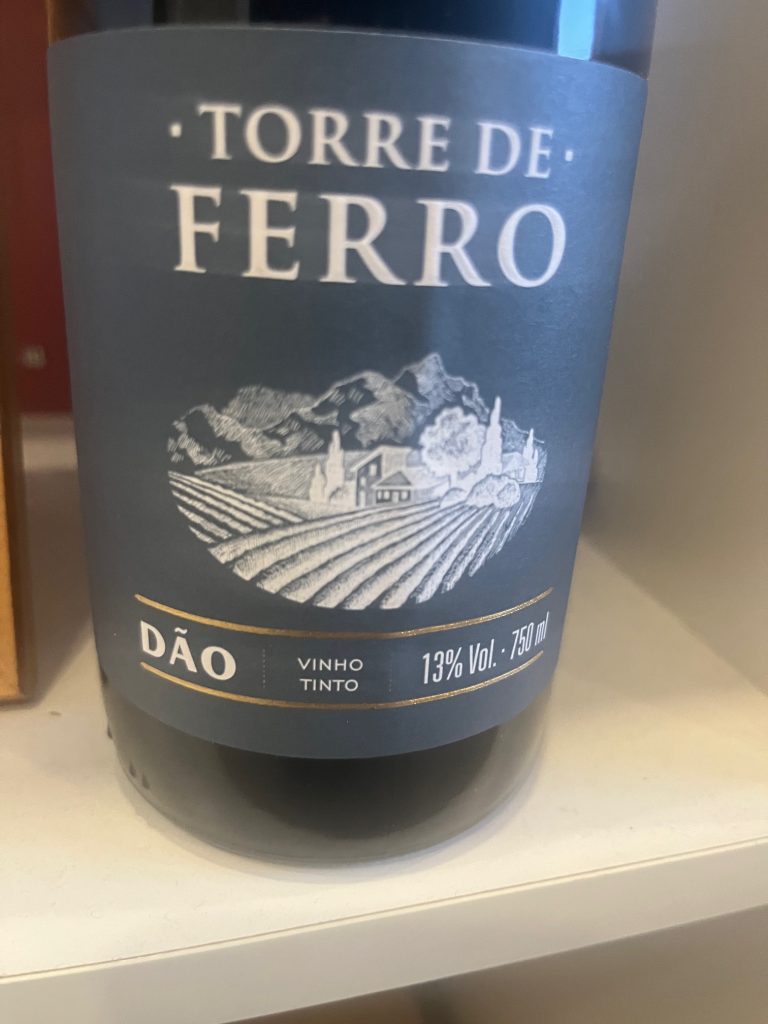 · TORRE DE ·
FERRO
DÃO
VINHO
TINTO
13% Vol. · 750 ml